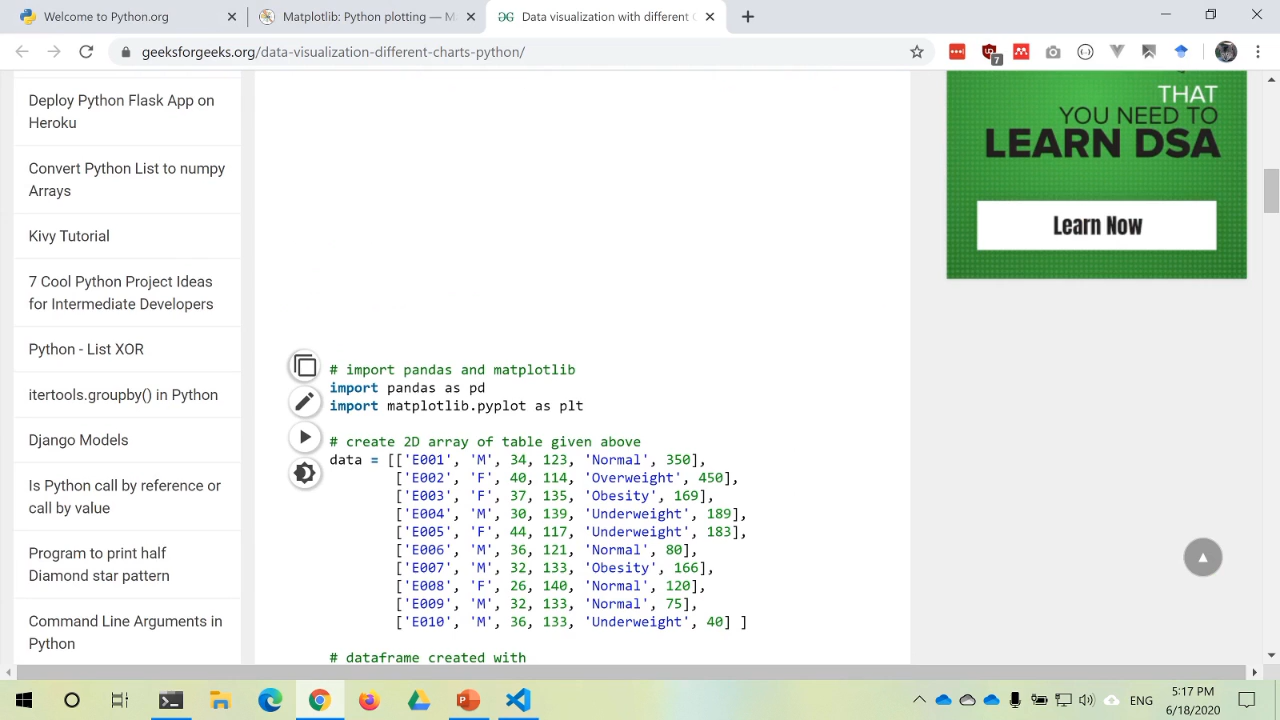 Welcome to Python.org
Matplotlib: Python plotting — M
Data visualization with different
geeksforgeeks.org/data-visualization-different-charts-python/
7
Deploy Python Flask App on
Heroku
Convert Python List to numpy
Arrays
Kivy Tutorial
7 Cool Python Project Ideas
for Intermediate Developers
Python - List XOR
itertools.groupby() in Python
Django Models
Is Python call by reference or
call by value
Program to print half
Diamond star pattern
Command Line Arguments in
Python
# import pandas and matplotlib
import pandas as pd
import matplotlib.pyplot as plt
# create 2D array of table given above
data = [['E001', 'M', 34, 123, 'Normal', 350],
['E002', 'F', 40, 114, 'Overweight', 450],
['E003', 'F', 37, 135, 'Obesity', 169],
['E004', 'M', 30, 139, 'Underweight', 189],
['E005', 'F', 44, 117, 'Underweight', 183],
['E006', 'M', 36, 121, 'Normal', 80],
['E007', 'M', 32, 133, 'Obesity', 166],
['E008', 'F', 26, 140, 'Normal', 120],
['E009', 'M', 32, 133, 'Normal', 75],
['E010', 'M', 36, 133, 'Underweight', 40] ]
# dataframe created with
THAT
YOU NEED TO
LEARN DSA
Learn Now
ENG
5:17 PM
6/18/2020